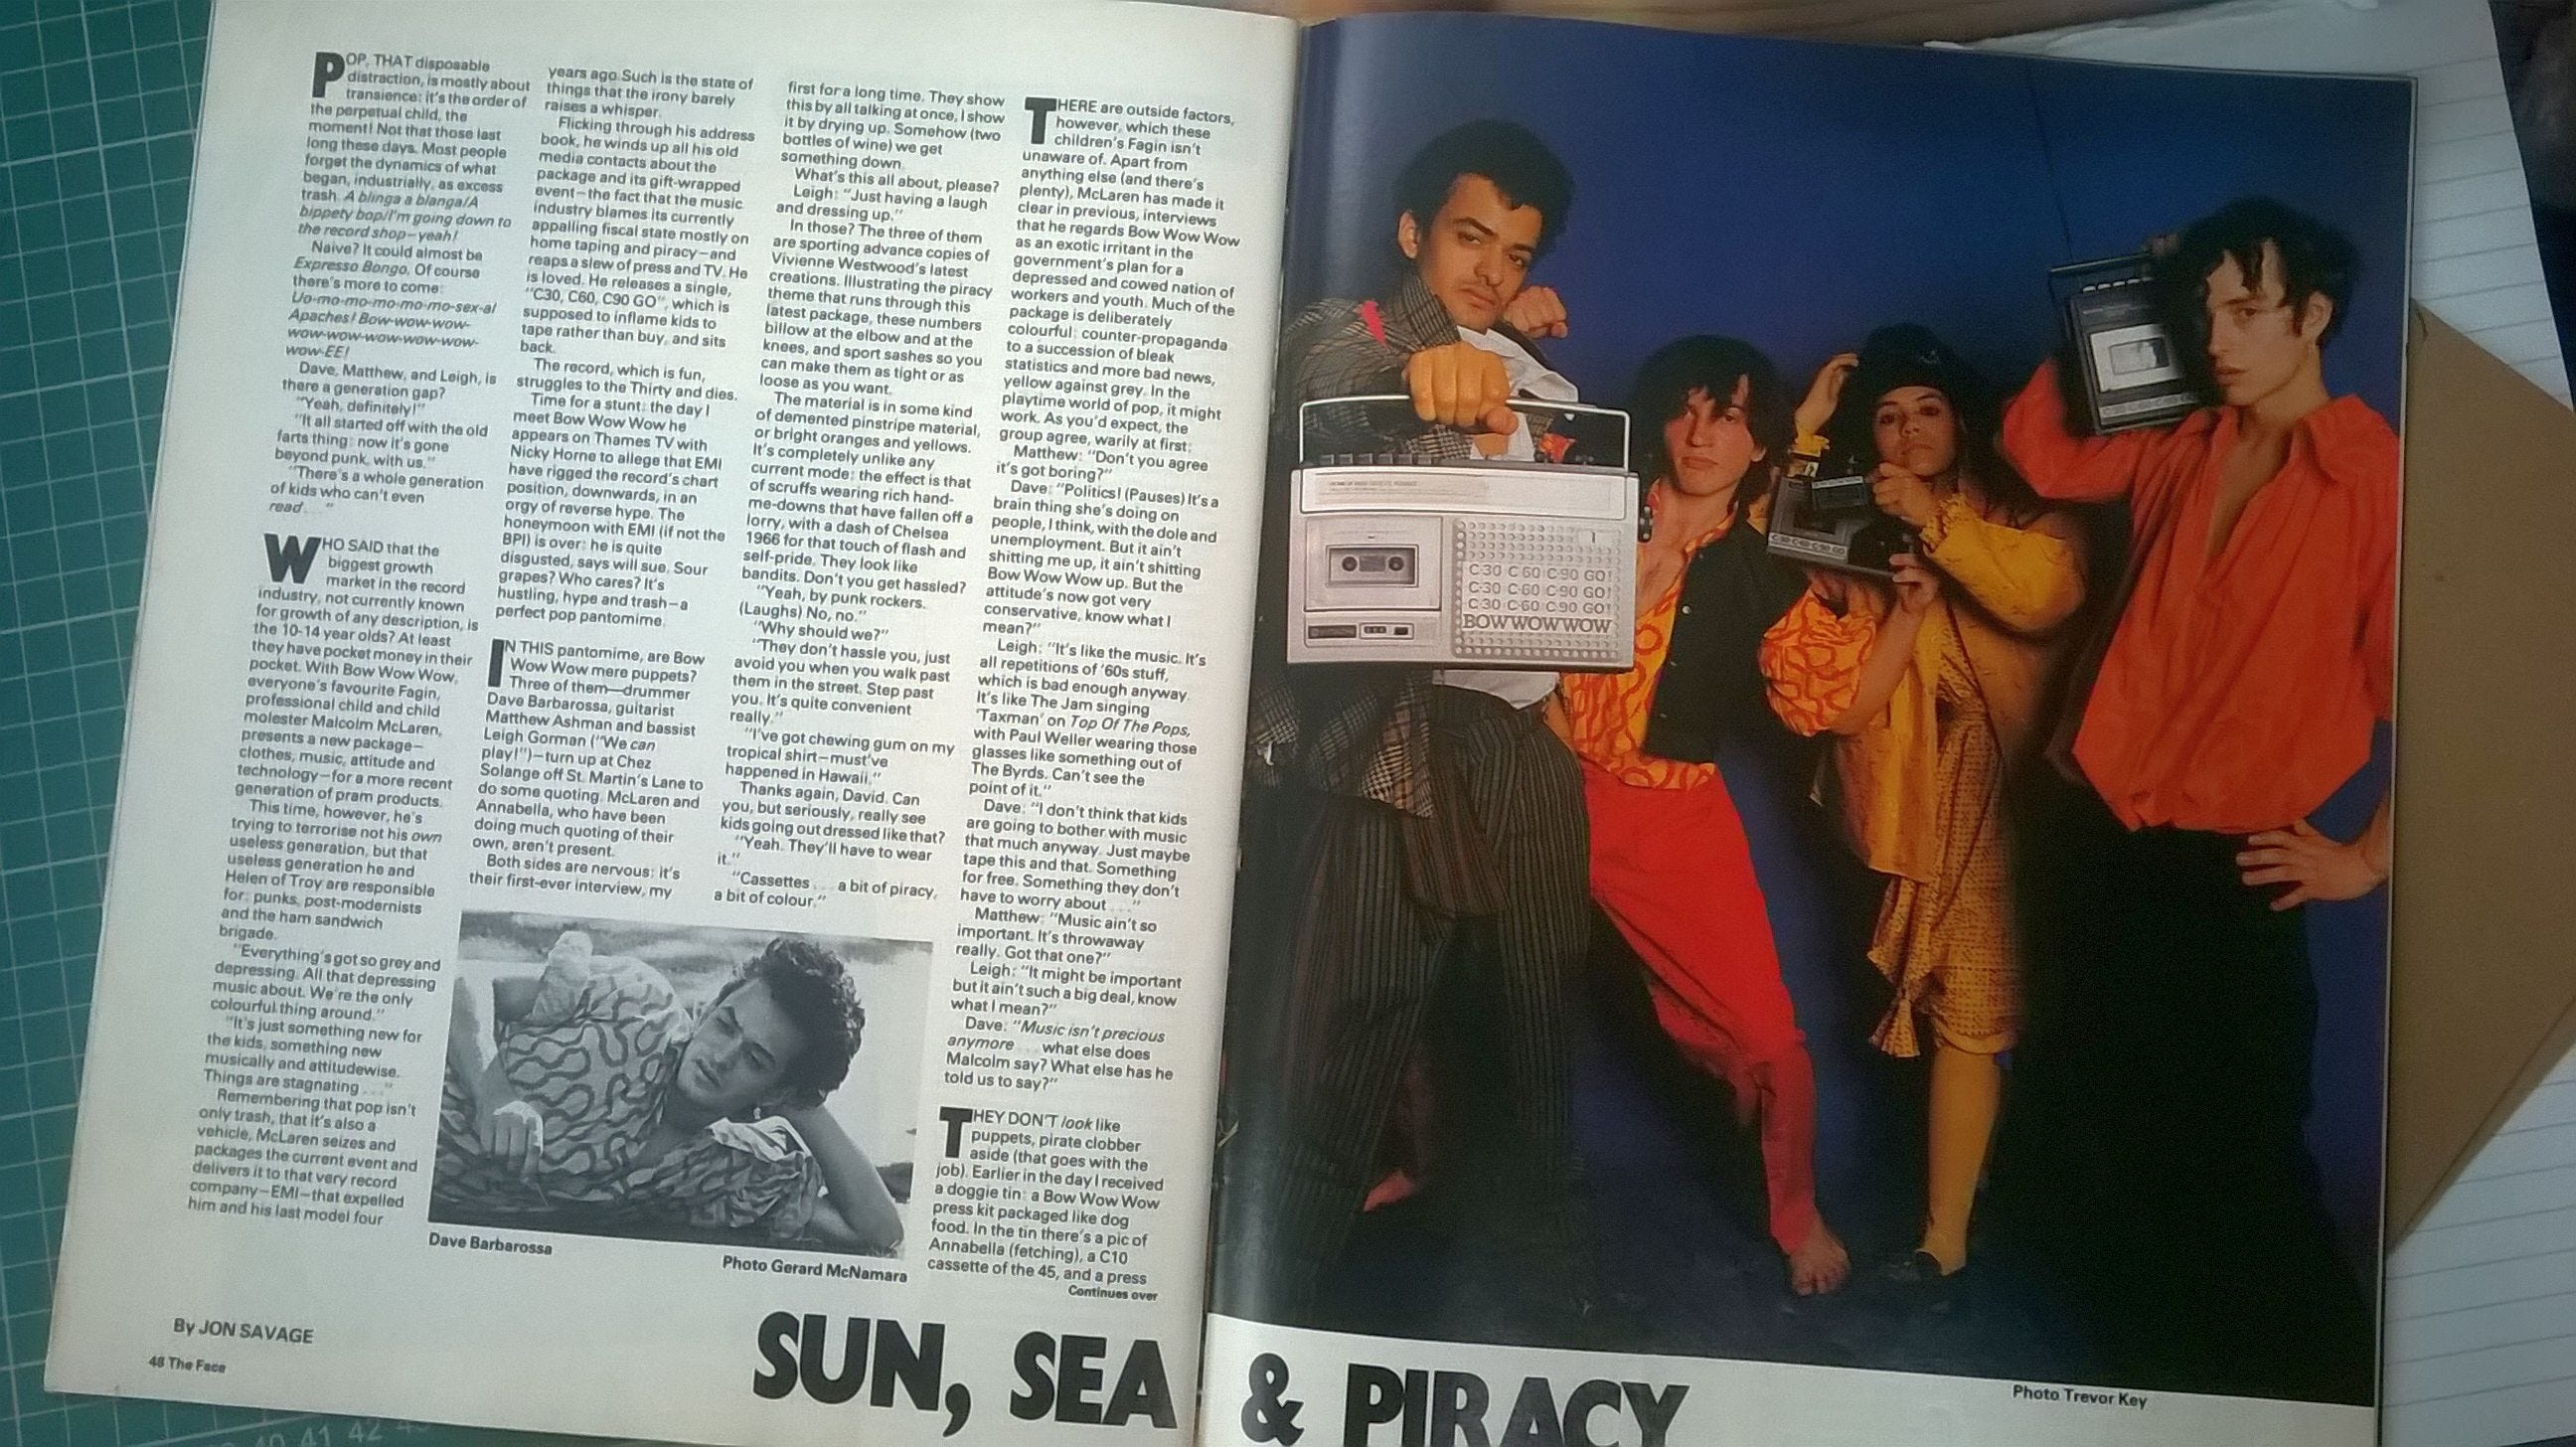 POP, THAT disposable
distraction, is mostly about
transience: it's the order of
the perpetual child, the
moment! Not that those last
long these days. Most people
forget the dynamics of what
began, industrially, as excess
trash. A blinga a blanga/A
bippety bop/I'm going down to
the record shop—yeah!
Naive? It could almost be
Expresso Bongo. Of course
there's more to come:
Uo-mo-mo-mo-mo-mo-sex-al
Apaches! Bow-wow-wow-
wow-wow-wow-wow-wow-
wow-EE!
Dave, Matthew, and Leigh, is
there a generation gap?
"Yeah, definitely!"
"It all started off with the old
farts thing: now it's gone
beyond punk, with us."
"There's a whole generation
of kids who can't even
read . . . "
WHO SAID that the
biggest growth
market in the record
industry, not currently known
for growth of any description, is
the 10-14 year olds? At least
they have pocket money in their
pocket. With Bow Wow Wow,
everyone's favourite Fagin,
professional child and child
molester Malcolm McLaren,
presents a new package—
clothes, music, attitude and
technology—for a more recent
generation of pram products.
This time, however, he's
trying to terrorise not his own
useless generation, but that
useless generation he and
Helen of Troy are responsible
for: punks, post-modernists
and the ham sandwich
brigade.
"Everything's got so grey and
depressing. All that depressing
music about. We're the only
colourful thing around."
"It's just something new for
the kids, something new
musically and attitudewise.
Things are stagnating . . . "
Remembering that pop isn't
only trash, that it's also a
vehicle, McLaren seizes and
packages the current event and
delivers it to that very record
company—EMI—that expelled
him and his last model four
years ago. Such is the state of
things that the irony barely
raises a whisper.
Flicking through his address
book, he winds up all his old
media contacts about the
package and its gift-wrapped
event—the fact that the music
industry blames its currently
appalling fiscal state mostly on
home taping and piracy—and
reaps a slew of press and TV. He
is loved. He releases a single,
"C30, C60, C90 GO", which is
supposed to inflame kids to
tape rather than buy, and sits
back.
The record, which is fun,
struggles to the Thirty and dies.
Time for a stunt: the day I
meet Bow Wow Wow he
appears on Thames TV with
Nicky Horne to allege that EMI
have rigged the record's chart
position, downwards, in an
orgy of reverse hype. The
honeymoon with EMI (if not the
BPI) is over: he is quite
disgusted, says will sue. Sour
grapes? Who cares? It's
hustling, hype and trash—a
perfect pop pantomime.
IN THIS pantomime, are Bow
Wow Wow mere puppets?
Three of them—drummer
Dave Barbarossa, guitarist
Matthew Ashman and bassist
Leigh Gorman ("We can
play!")—turn up at Chez
Solange off St. Martin's Lane to
do some quoting. McLaren and
Annabella, who have been
doing much quoting of their
own, aren't present.
Both sides are nervous: it's
their first-ever interview, my
first for a long time. They show
this by all talking at once, I show
it by drying up. Somehow (two
bottles of wine) we get
something down.
What's this all about, please?
Leigh: "Just having a laugh
and dressing up."
In those? The three of them
are sporting advance copies of
Vivienne Westwood's latest
creations. Illustrating the piracy
theme that runs through this
latest package, these numbers
billow at the elbow and at the
knees, and sport sashes so you
can make them as tight or as
loose as you want.
The material is in some kind
of demented pinstripe material,
or bright oranges and yellows.
It's completely unlike any
current mode: the effect is that
of scruffs wearing rich hand-
me-downs that have fallen off a
lorry, with a dash of Chelsea
1966 for that touch of flash and
self-pride. They look like
bandits. Don't you get hassled?
"Yeah, by punk rockers.
(Laughs) No, no."
"Why should we?"
"They don't hassle you, just
avoid you when you walk past
them in the street. Step past
you. It's quite convenient
really."
"I've got chewing gum on my
tropical shirt—must've
happened in Hawaii."
Thanks again, David. Can
you, but seriously, really see
kids going out dressed like that?
"Yeah. They'll have to wear
it."
"Cassettes . . . a bit of piracy,
a bit of colour."
THERE are outside factors,
however, which these
children's Fagin isn't
unaware of. Apart from
anything else (and there's
plenty), McLaren has made it
clear in previous, interviews
that he regards Bow Wow Wow
as an exotic irritant in the
government's plan for a
depressed and cowed nation of
workers and youth. Much of the
package is deliberately
colourful: counter-propaganda
to a succession of bleak
statistics and more bad news,
yellow against grey. In the
playtime world of pop, it might
work. As you'd expect, the
group agree, warily at first:
Matthew: "Don't you agree
it's got boring?"
Dave: "Politics! (Pauses) It's a
brain thing she's doing on
people, I think, with the dole and
unemployment. But it ain't
shitting me up, it ain't shitting
Bow Wow Wow up. But the
attitude's now got very
conservative, know what I
mean?"
Leigh: "It's like the music. It's
all repetitions of '60s stuff,
which is bad enough anyway.
It's like The Jam singing
'Taxman' on Top Of The Pops,
with Paul Weller wearing those
glasses like something out of
The Byrds. Can't see the
point of it."
Dave: "I don't think that kids
are going to bother with music
that much anyway. Just maybe
tape this and that. Something
for free. Something they don't
have to worry about . . . "
Matthew: "Music ain't so
important. It's throwaway
really. Got that one?"
Leigh: "It might be important
but it ain't such a big deal, know
what I mean?"
Dave: "Music isn't precious
anymore . . . what else does
Malcolm say? What else has he
told us to say?"
THEY DON'T look like
puppets, pirate clobber
aside (that goes with the
job). Earlier in the day I received
a doggie tin: a Bow Wow Wow
press kit packaged like dog
food. In the tin there's a pic of
Annabella (fetching), a C10
cassette of the 45, and a press
Continues over
Dave Barbarossa
Photo Gerard McNamara
By JON SAVAGE
48 The Face
SUN, SEA & PIRACY
C·30 C·60 C·90 GO!
C·30 C·60 C·90 GO!
C·30 C·60 C·90 GO!
BOW WOW WOW
C·30 C·60 C·90 GO
Photo Trevor Key
40 41 42